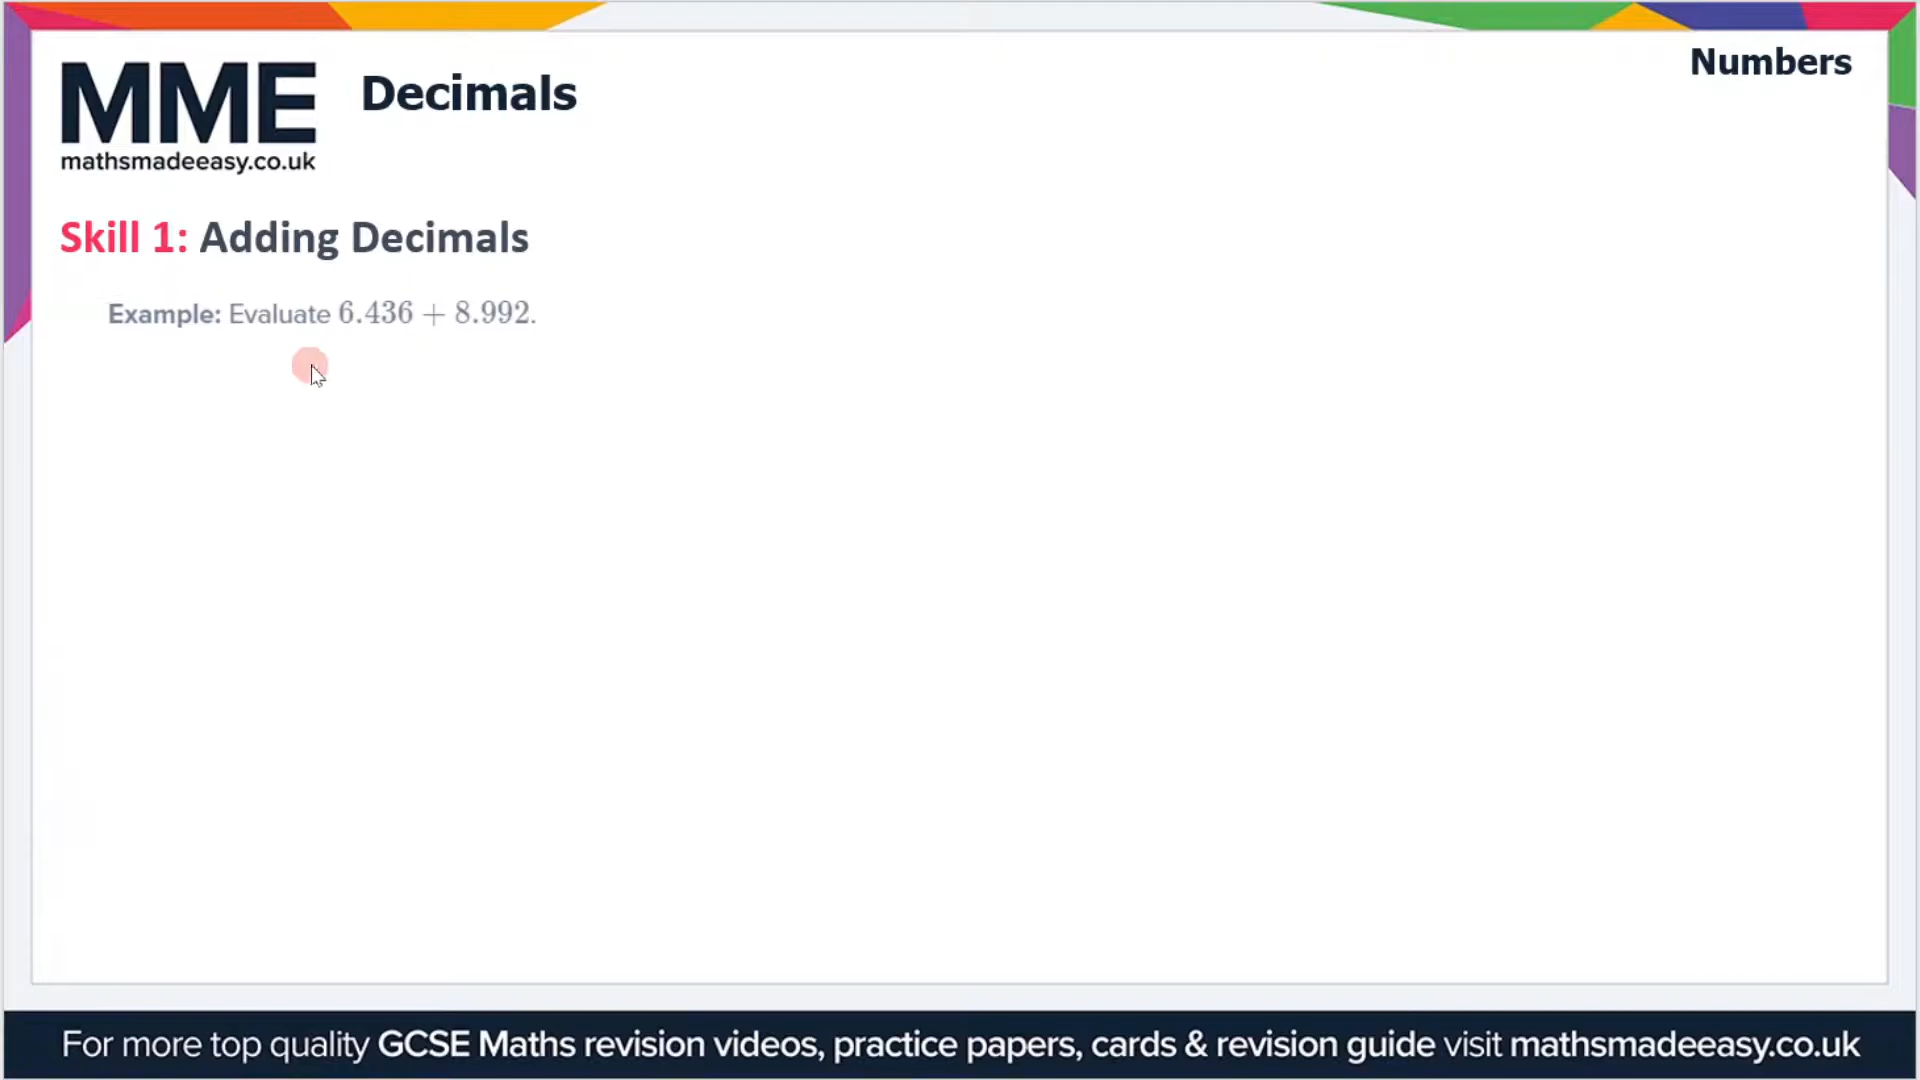 Numbers
MME
Decimals
mathsmadeeasy.co.uk
Skill 1: Adding Decimals
Example: Evaluate 6.436 + 8.992.
For more top quality GCSE Maths revision videos, practice papers, cards & revision guide visit mathsmadeeasy.co.uk